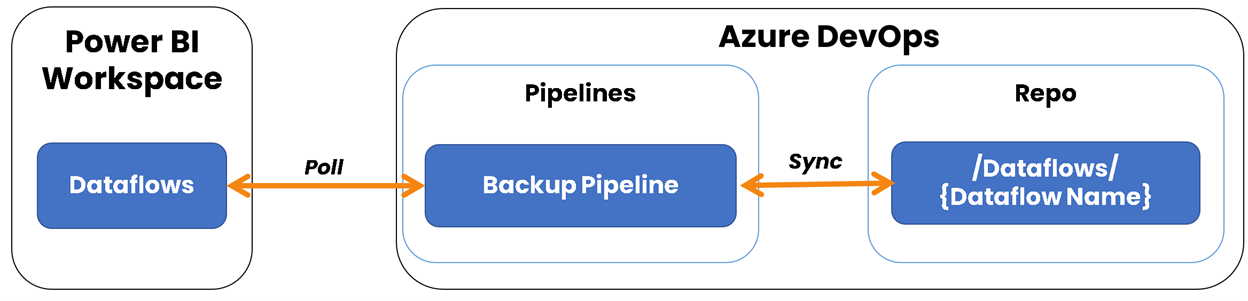 Power BI
Workspace
Dataflows
Poll
Azure DevOps
Pipelines
Backup Pipeline
Sync
Repo
/Dataflows/
{Dataflow Name}